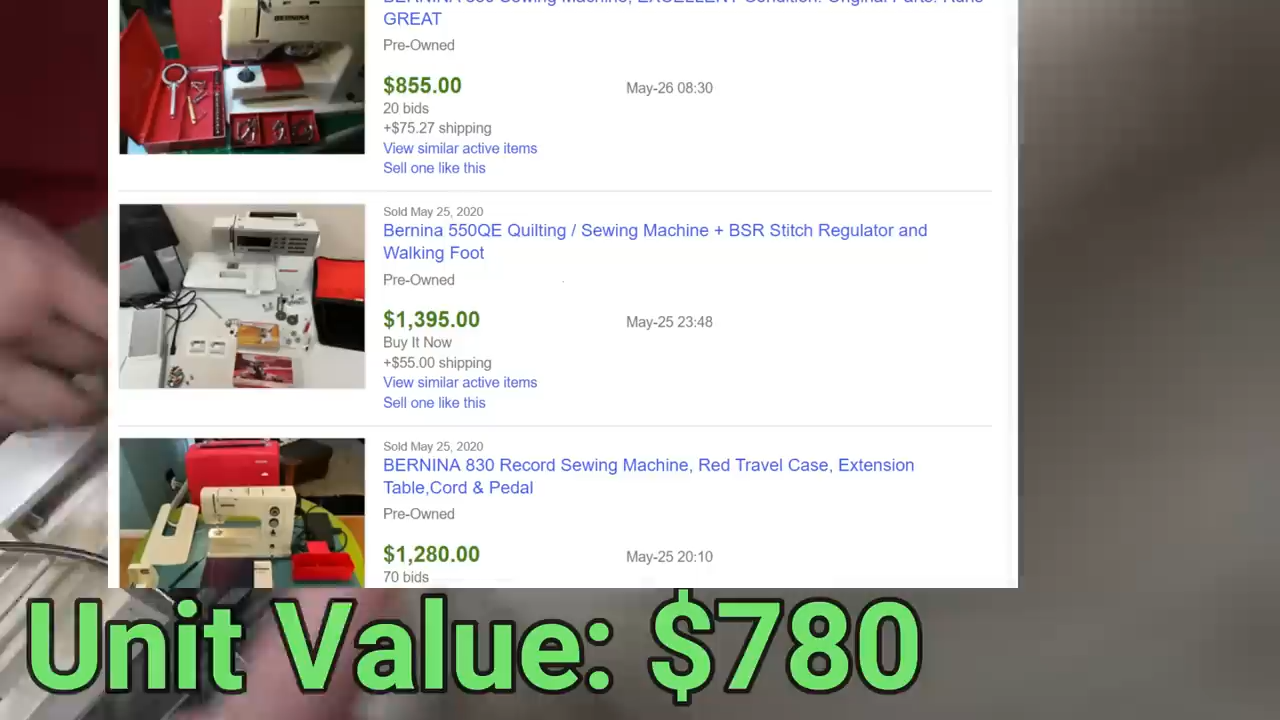 GREAT
Pre-Owned
$855.00
May-26 08:30
20 bids
+$75.27 shipping
View similar active items
Sell one like this
Sold May 25, 2020
Bernina 550QE Quilting / Sewing Machine + BSR Stitch Regulator and
Walking Foot
Pre-Owned
$1,395.00
May-25 23:48
Buy It Now
+$55.00 shipping
View similar active items
Sell one like this
Sold May 25, 2020
BERNINA 830 Record Sewing Machine, Red Travel Case, Extension
Table,Cord & Pedal
Pre-Owned
$1,280.00
May-25 20:10
70 bids
Unit Value: $780